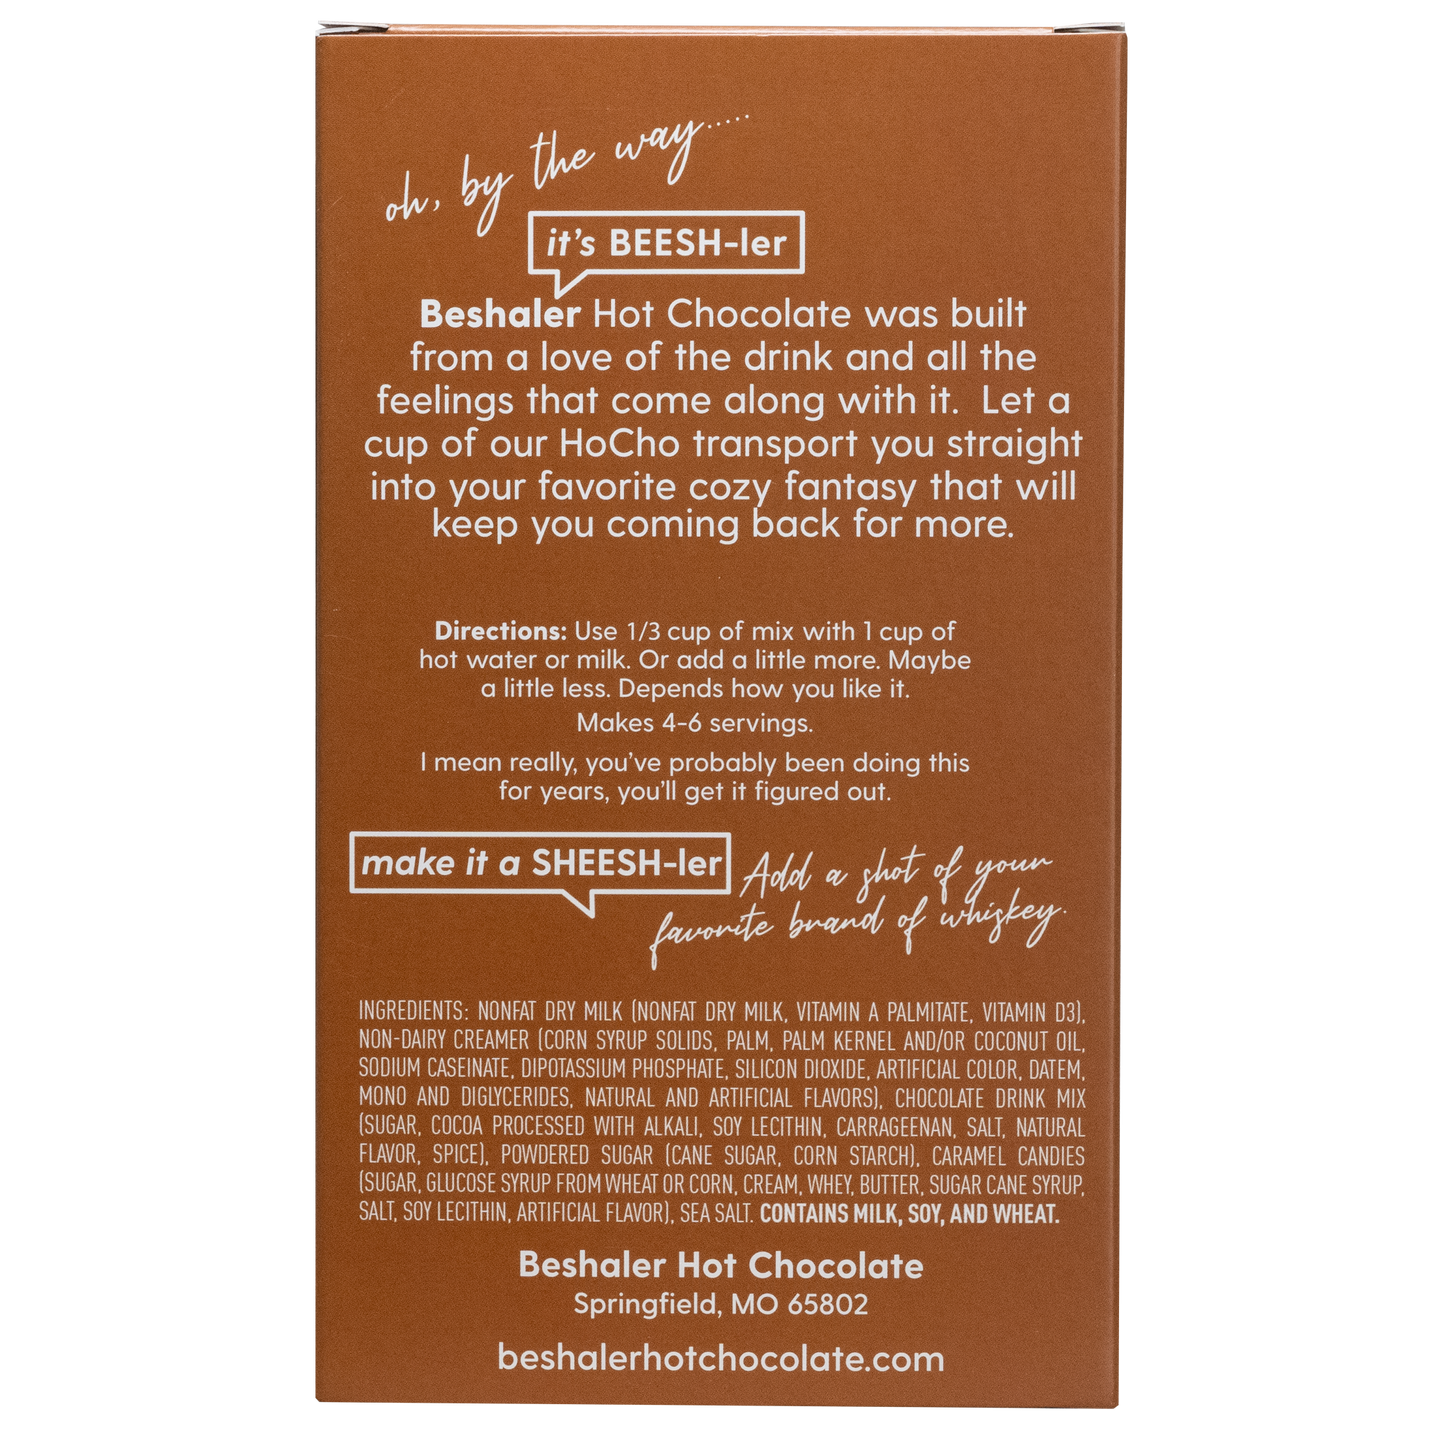 oh, by the way.....
it's BEESH-ler
Beshaler Hot Chocolate was built
from a love of the drink and all the
feelings that come along with it. Let a
cup of our HoCho transport you straight
into your favorite cozy fantasy that will
keep you coming back for more.
Directions: Use 1/3 cup of mix with 1 cup of
hot water or milk. Or add a little more. Maybe
a little less. Depends how you like it.
Makes 4-6 servings.
I mean really, you've probably been doing this
for years, you'll get it figured out.
make it a SHEESH-ler
Add a shot of your
favorite brand of whiskey.
INGREDIENTS: NONFAT DRY MILK (NONFAT DRY MILK, VITAMIN A PALMITATE, VITAMIN D3),
NON-DAIRY CREAMER (CORN SYRUP SOLIDS, PALM, PALM KERNEL AND/OR COCONUT OIL,
SODIUM CASEINATE, DIPOTASSIUM PHOSPHATE, SILICON DIOXIDE, ARTIFICIAL COLOR, DATEM,
MONO AND DIGLYCERIDES, NATURAL AND ARTIFICIAL FLAVORS), CHOCOLATE DRINK MIX
(SUGAR, COCOA PROCESSED WITH ALKALI, SOY LECITHIN, CARRAGEENAN, SALT, NATURAL
FLAVOR, SPICE), POWDERED SUGAR (CANE SUGAR, CORN STARCH), CARAMEL CANDIES
(SUGAR, GLUCOSE SYRUP FROM WHEAT OR CORN, CREAM, WHEY, BUTTER, SUGAR CANE SYRUP,
SALT, SOY LECITHIN, ARTIFICIAL FLAVOR), SEA SALT. CONTAINS MILK, SOY, AND WHEAT.
Beshaler Hot Chocolate
Springfield, MO 65802
beshalerhotchocolate.com